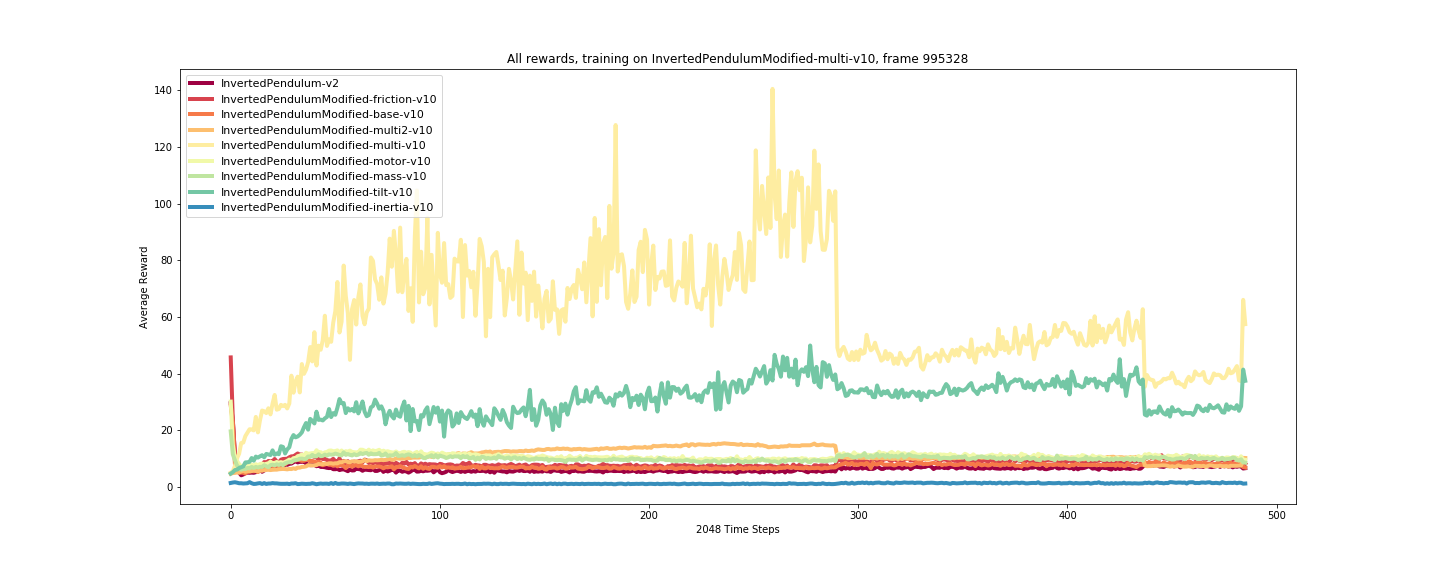 All rewards, training on InvertedPendulumModified-multi-v10, frame 995328
InvertedPendulum-v2
InvertedPendulumModified-friction-v10
InvertedPendulumModified-base-v10
InvertedPendulumModified-multi2-v10
InvertedPendulumModified-multi-v10
InvertedPendulumModified-motor-v10
InvertedPendulumModified-mass-v10
InvertedPendulumModified-tilt-v10
InvertedPendulumModified-inertia-v10
Average Reward
140
120
100
80
60
40
20
0
0 100 200 300 400 500
2048 Time Steps